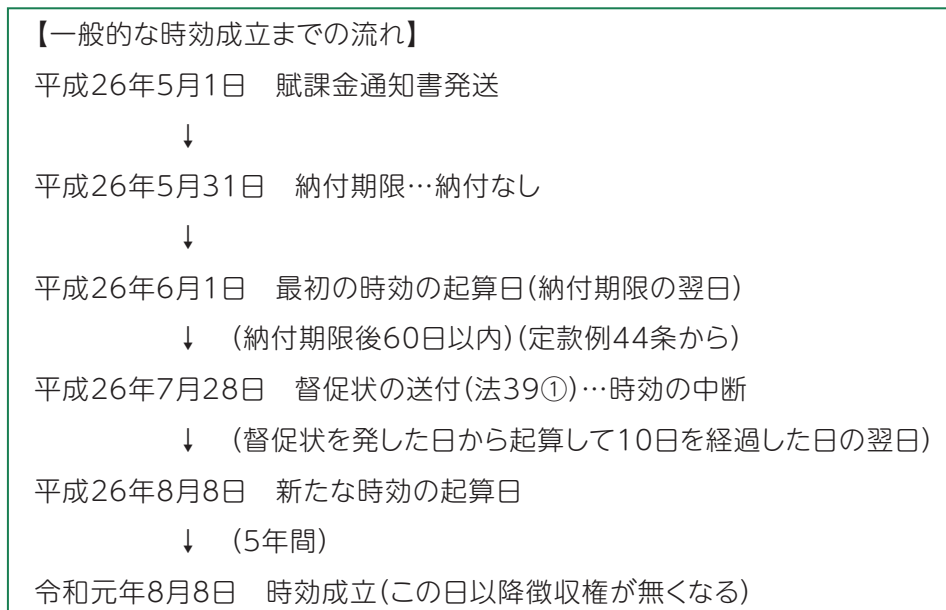 【一般的な時効成立までの流れ】
平成26年5月1日　賦課金通知書発送
↓
平成26年5月31日　納付期限…納付なし
↓
平成26年6月1日　最初の時効の起算日(納付期限の翌日)
↓　(納付期限後60日以内)(定款例44条から)
平成26年7月28日　督促状の送付(法39①)…時効の中断
↓　(督促状を発した日から起算して10日を経過した日の翌日)
平成26年8月8日　新たな時効の起算日
↓　(5年間)
令和元年8月8日　時効成立(この日以降徴収権が無くなる)